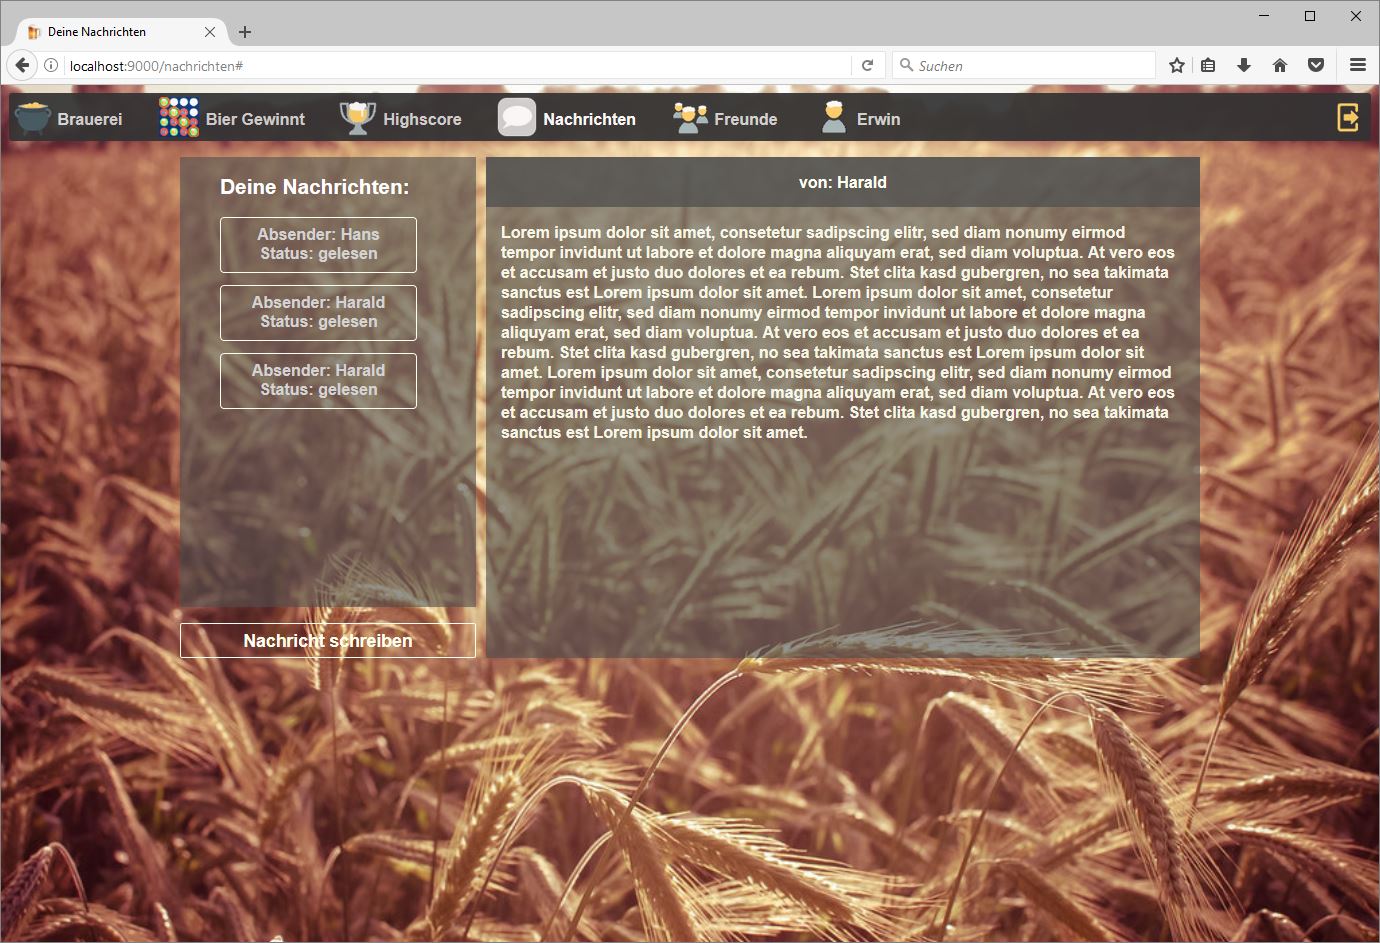 Deine Nachrichten
localhost:9000/nachrichten#
Suchen
Brauerei
Bier Gewinnt
Highscore
Nachrichten
Freunde
Erwin
Deine Nachrichten:
Absender: Hans
Status: gelesen
Absender: Harald
Status: gelesen
Absender: Harald
Status: gelesen
Nachricht schreiben
von: Harald
Lorem ipsum dolor sit amet, consetetur sadipscing elitr, sed diam nonumy eirmod
tempor invidunt ut labore et dolore magna aliquyam erat, sed diam voluptua. At vero eos
et accusam et justo duo dolores et ea rebum. Stet clita kasd gubergren, no sea takimata
sanctus est Lorem ipsum dolor sit amet. Lorem ipsum dolor sit amet, consetetur
sadipscing elitr, sed diam nonumy eirmod tempor invidunt ut labore et dolore magna
aliquyam erat, sed diam voluptua. At vero eos et accusam et justo duo dolores et ea
rebum. Stet clita kasd gubergren, no sea takimata sanctus est Lorem ipsum dolor sit
amet. Lorem ipsum dolor sit amet, consetetur sadipscing elitr, sed diam nonumy eirmod
tempor invidunt ut labore et dolore magna aliquyam erat, sed diam voluptua. At vero eos
et accusam et justo duo dolores et ea rebum. Stet clita kasd gubergren, no sea takimata
sanctus est Lorem ipsum dolor sit amet.